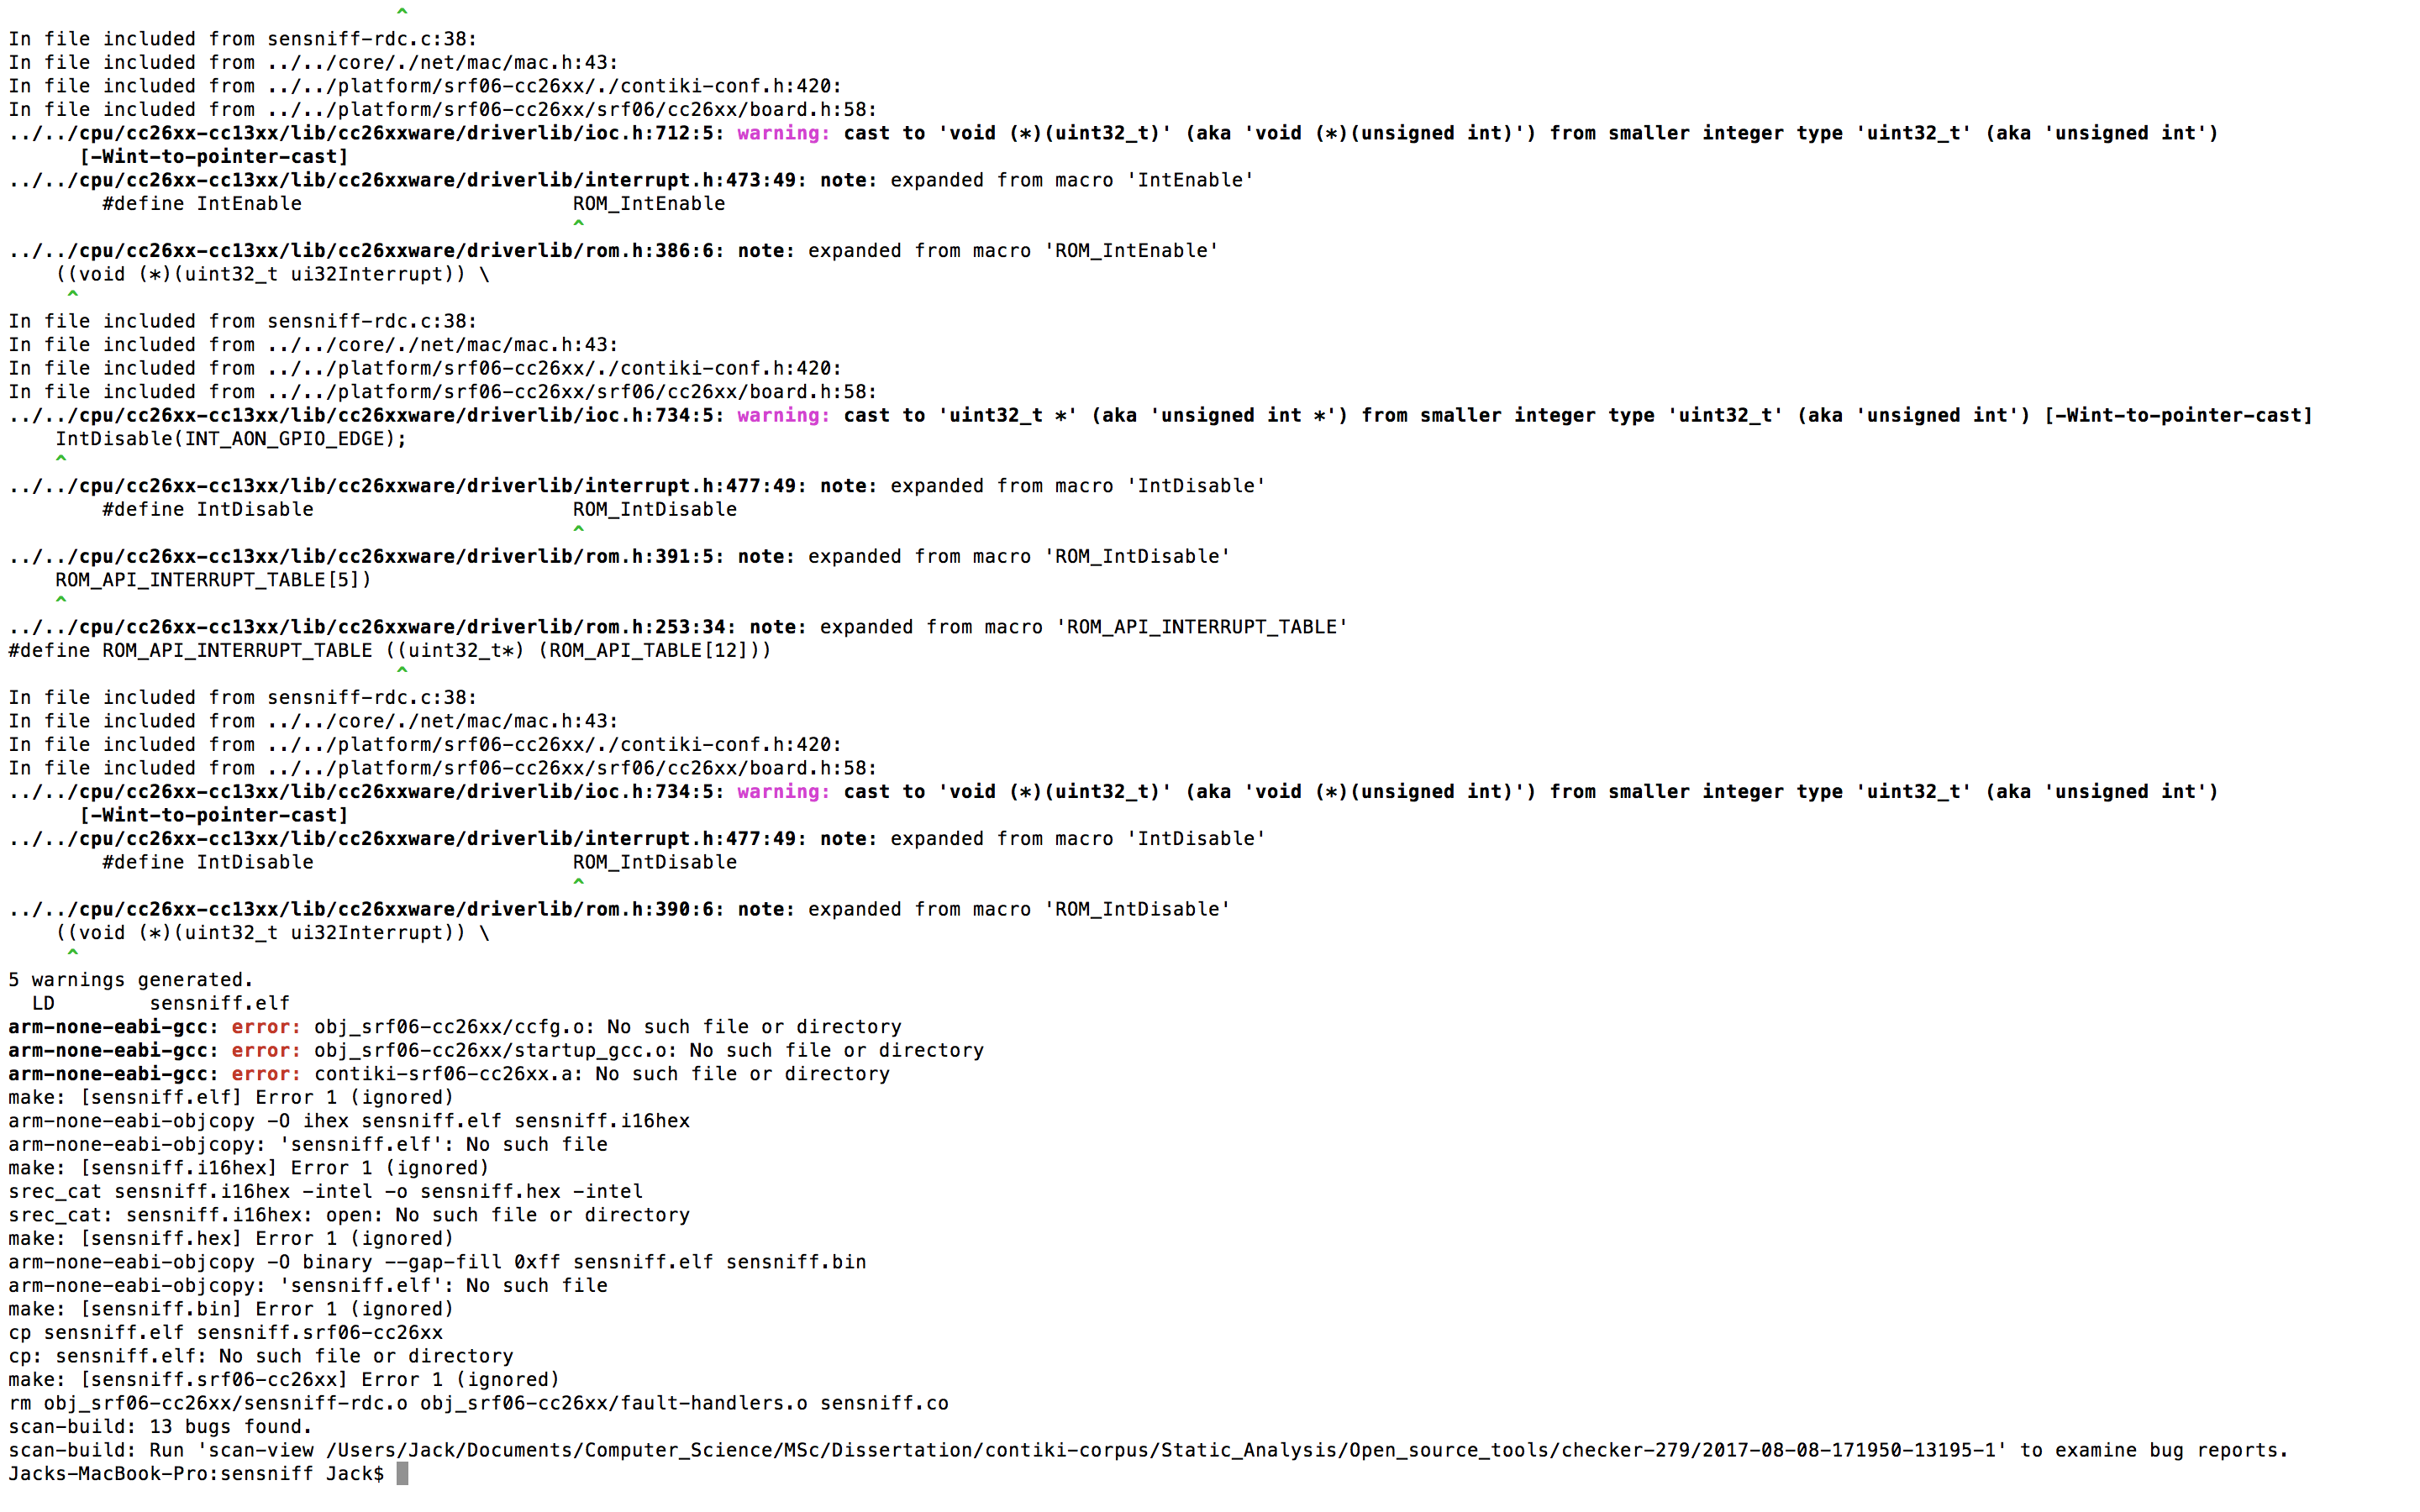 ^
In file included from sensniff-rdc.c:38:
In file included from ../../core/./net/mac/mac.h:43:
In file included from ../../platform/srf06-cc26xx/./contiki-conf.h:420:
In file included from ../../platform/srf06-cc26xx/srf06/cc26xx/board.h:58:
../../cpu/cc26xx-cc13xx/lib/cc26xxware/driverlib/ioc.h:712:5: warning: cast to 'void (*)(uint32_t)' (aka 'void (*)(unsigned int)') from smaller integer type 'uint32_t' (aka 'unsigned int')
      [-Wint-to-pointer-cast]
../../cpu/cc26xx-cc13xx/lib/cc26xxware/driverlib/interrupt.h:473:49: note: expanded from macro 'IntEnable'
        #define IntEnable                       ROM_IntEnable
                                                ^
../../cpu/cc26xx-cc13xx/lib/cc26xxware/driverlib/rom.h:386:6: note: expanded from macro 'ROM_IntEnable'
    ((void (*)(uint32_t ui32Interrupt)) \
     ^
In file included from sensniff-rdc.c:38:
In file included from ../../core/./net/mac/mac.h:43:
In file included from ../../platform/srf06-cc26xx/./contiki-conf.h:420:
In file included from ../../platform/srf06-cc26xx/srf06/cc26xx/board.h:58:
../../cpu/cc26xx-cc13xx/lib/cc26xxware/driverlib/ioc.h:734:5: warning: cast to 'uint32_t *' (aka 'unsigned int *') from smaller integer type 'uint32_t' (aka 'unsigned int') [-Wint-to-pointer-cast]
    IntDisable(INT_AON_GPIO_EDGE);
    ^
../../cpu/cc26xx-cc13xx/lib/cc26xxware/driverlib/interrupt.h:477:49: note: expanded from macro 'IntDisable'
        #define IntDisable                      ROM_IntDisable
                                                ^
../../cpu/cc26xx-cc13xx/lib/cc26xxware/driverlib/rom.h:391:5: note: expanded from macro 'ROM_IntDisable'
    ROM_API_INTERRUPT_TABLE[5])
    ^
../../cpu/cc26xx-cc13xx/lib/cc26xxware/driverlib/rom.h:253:34: note: expanded from macro 'ROM_API_INTERRUPT_TABLE'
#define ROM_API_INTERRUPT_TABLE ((uint32_t*) (ROM_API_TABLE[12]))
                                 ^
In file included from sensniff-rdc.c:38:
In file included from ../../core/./net/mac/mac.h:43:
In file included from ../../platform/srf06-cc26xx/./contiki-conf.h:420:
In file included from ../../platform/srf06-cc26xx/srf06/cc26xx/board.h:58:
../../cpu/cc26xx-cc13xx/lib/cc26xxware/driverlib/ioc.h:734:5: warning: cast to 'void (*)(uint32_t)' (aka 'void (*)(unsigned int)') from smaller integer type 'uint32_t' (aka 'unsigned int')
      [-Wint-to-pointer-cast]
../../cpu/cc26xx-cc13xx/lib/cc26xxware/driverlib/interrupt.h:477:49: note: expanded from macro 'IntDisable'
        #define IntDisable                      ROM_IntDisable
                                                ^
../../cpu/cc26xx-cc13xx/lib/cc26xxware/driverlib/rom.h:390:6: note: expanded from macro 'ROM_IntDisable'
    ((void (*)(uint32_t ui32Interrupt)) \
     ^
5 warnings generated.
  LD        sensniff.elf
arm-none-eabi-gcc: error: obj_srf06-cc26xx/ccfg.o: No such file or directory
arm-none-eabi-gcc: error: obj_srf06-cc26xx/startup_gcc.o: No such file or directory
arm-none-eabi-gcc: error: contiki-srf06-cc26xx.a: No such file or directory
make: [sensniff.elf] Error 1 (ignored)
arm-none-eabi-objcopy -O ihex sensniff.elf sensniff.i16hex
arm-none-eabi-objcopy: 'sensniff.elf': No such file
make: [sensniff.i16hex] Error 1 (ignored)
srec_cat sensniff.i16hex -intel -o sensniff.hex -intel
srec_cat: sensniff.i16hex: open: No such file or directory
make: [sensniff.hex] Error 1 (ignored)
arm-none-eabi-objcopy -O binary --gap-fill 0xff sensniff.elf sensniff.bin
arm-none-eabi-objcopy: 'sensniff.elf': No such file
make: [sensniff.bin] Error 1 (ignored)
cp sensniff.elf sensniff.srf06-cc26xx
cp: sensniff.elf: No such file or directory
make: [sensniff.srf06-cc26xx] Error 1 (ignored)
rm obj_srf06-cc26xx/sensniff-rdc.o obj_srf06-cc26xx/fault-handlers.o sensniff.co
scan-build: 13 bugs found.
scan-build: Run 'scan-view /Users/Jack/Documents/Computer_Science/MSc/Dissertation/contiki-corpus/Static_Analysis/Open_source_tools/checker-279/2017-08-08-171950-13195-1' to examine bug reports.
Jacks-MacBook-Pro:sensniff Jack$